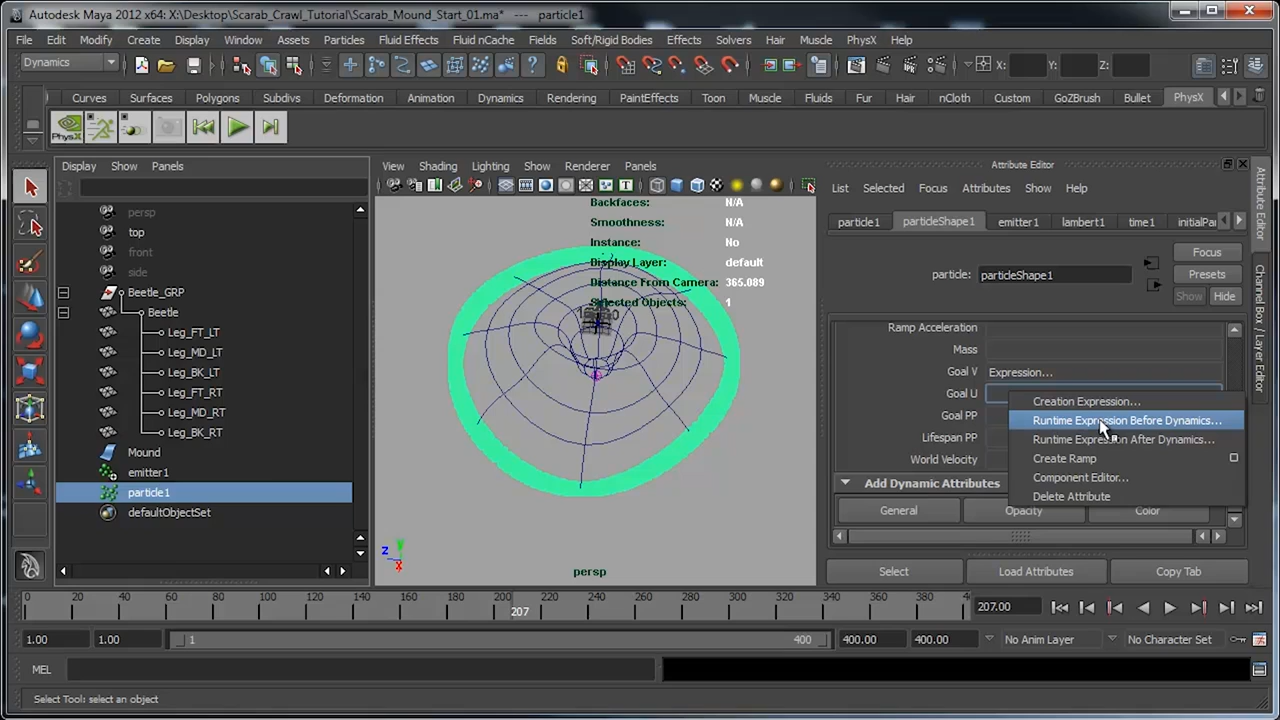 Autodesk Maya 2012 x64: X:\Desktop\Scarab_Crawl_Tutorial\Scarab_Mound_Start_01.ma* --- particle1
File Edit Modify Create Display Window Assets Particles Fluid Effects Fluid nCache Fields Soft/Rigid Bodies Effects Solvers Hair Muscle PhysX Help
Dynamics X: Y: Z:
Curves Surfaces Polygons Subdivs Deformation Animation Dynamics Rendering PaintEffects Toon Muscle Fluids Fur Hair nCloth Custom GoZBrush Bullet PhysX
PhysX
Display Show Panels
View Shading Lighting Show Renderer Panels
Attribute Editor
List Selected Focus Attributes Show Help
persp
top
front
side
Beetle_GRP
Beetle
Leg_FT_LT
Leg_MD_LT
Leg_BK_LT
Leg_FT_RT
Leg_MD_RT
Leg_BK_RT
Mound
emitter1
particle1
defaultObjectSet
Backfaces: N/A
Smoothness: N/A
Instance: No
Display Layer: default
Distance From Camera: 365.089
Selected Objects: 1
Z Y X
persp
particle1 particleShape1 emitter1 lambert1 time1 initialPa
Focus
particle: particleShape1 Presets
Show Hide
Ramp Acceleration
Mass
Goal V Expression...
Goal U
Goal PP
Lifespan PP
World Velocity
Creation Expression...
Runtime Expression Before Dynamics...
Runtime Expression After Dynamics...
Create Ramp
Component Editor...
Delete Attribute
Add Dynamic Attributes
General Opacity Color
Select Load Attributes Copy Tab
Attribute Editor
Channel Box / Layer Editor
0 20 40 60 80 100 120 140 160 180 200 220 240 260 280 300 320 340 360 380
207
207.00
1.00 1.00 1 400 400.00 400.00 No Anim Layer No Character Set
MEL
Select Tool: select an object